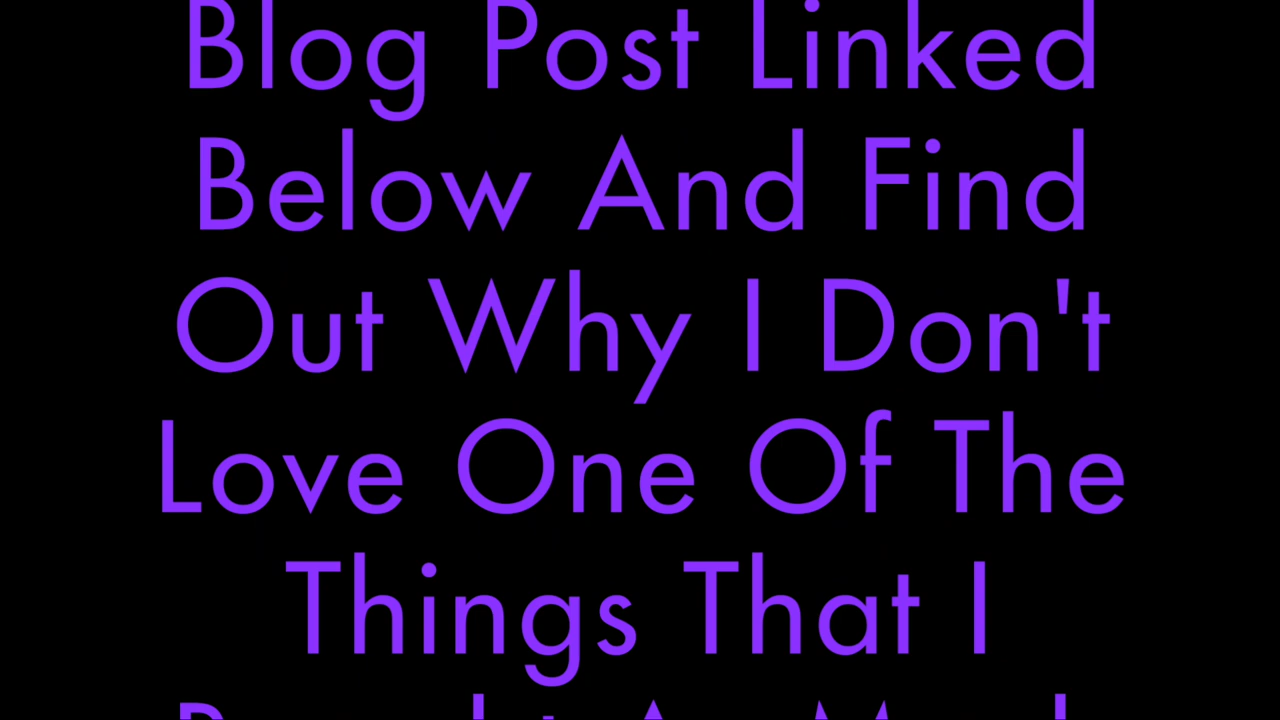 Blog Post Linked
Below And Find
Out Why I Don't
Love One Of The
Things That I